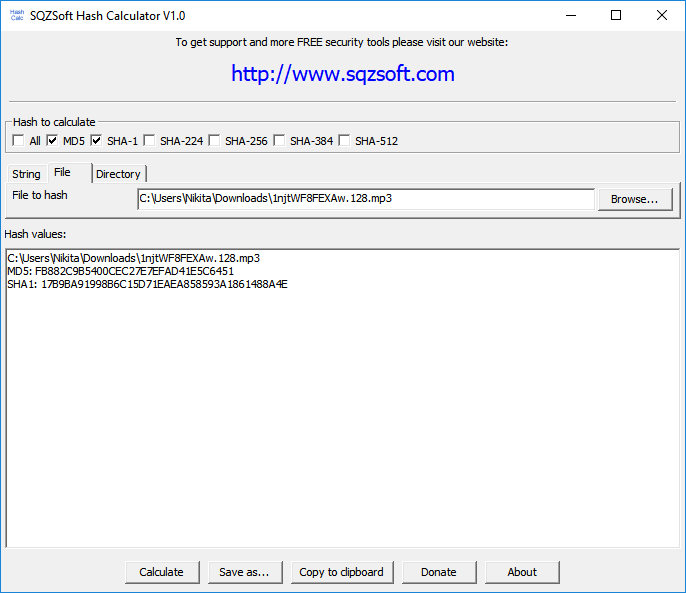 Hash Calc SQZSoft Hash Calculator V1.0
To get support and more FREE security tools please visit our website:
http://www.sqzsoft.com
Hash to calculate
All MD5 SHA-1 SHA-224 SHA-256 SHA-384 SHA-512
String File Directory
File to hash C:\Users\Nikita\Downloads\1njtWF8FEXAw.128.mp3 Browse...
Hash values:
C:\Users\Nikita\Downloads\1njtWF8FEXAw.128.mp3
MD5: FB882C9B5400CEC27E7EFAD41E5C6451
SHA1: 17B9BA91998B6C15D71EAEA858593A1861488A4E
Calculate Save as... Copy to clipboard Donate About